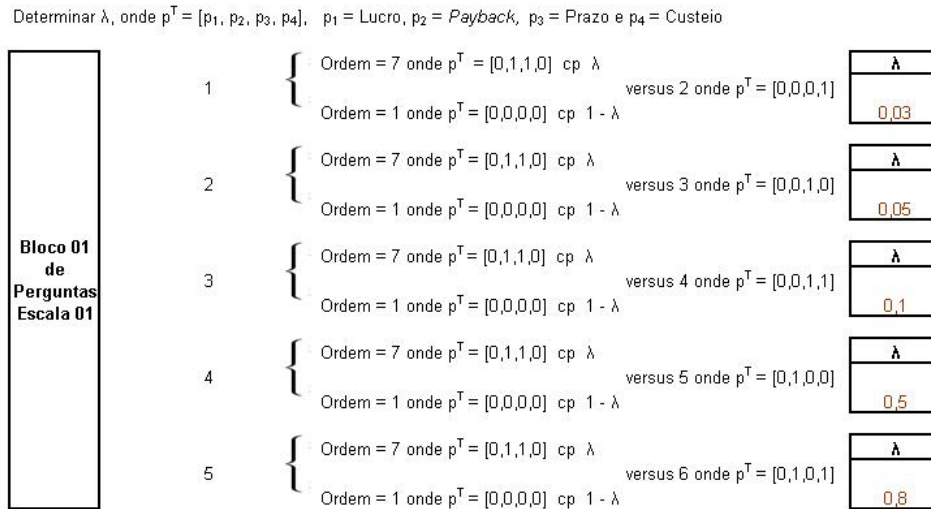 Determinar λ, onde pᵀ = [p₁, p₂, p₃, p₄], p₁ = Lucro, p₂ = Payback, p₃ = Prazo e p₄ = Custeio
Bloco 01
de
Perguntas
Escala 01
1
{ Ordem = 7 onde pᵀ = [0,1,1,0] cp λ
Ordem = 1 onde pᵀ = [0,0,0,0] cp 1 - λ
versus 2 onde pᵀ = [0,0,0,1]
λ
0,03
2
{ Ordem = 7 onde pᵀ = [0,1,1,0] cp λ
Ordem = 1 onde pᵀ = [0,0,0,0] cp 1 - λ
versus 3 onde pᵀ = [0,0,1,0]
λ
0,05
3
{ Ordem = 7 onde pᵀ = [0,1,1,0] cp λ
Ordem = 1 onde pᵀ = [0,0,0,0] cp 1 - λ
versus 4 onde pᵀ = [0,0,1,1]
λ
0,1
4
{ Ordem = 7 onde pᵀ = [0,1,1,0] cp λ
Ordem = 1 onde pᵀ = [0,0,0,0] cp 1 - λ
versus 5 onde pᵀ = [0,1,0,0]
λ
0,5
5
{ Ordem = 7 onde pᵀ = [0,1,1,0] cp λ
Ordem = 1 onde pᵀ = [0,0,0,0] cp 1 - λ
versus 6 onde pᵀ = [0,1,0,1]
λ
0,8